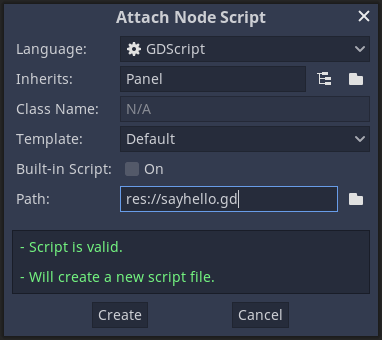 Attach Node Script
Language: GDScript
Inherits: Panel
Class Name: N/A
Template: Default
Built-in Script: On
Path: res://sayhello.gd
- Script is valid.
- Will create a new script file.
Create Cancel